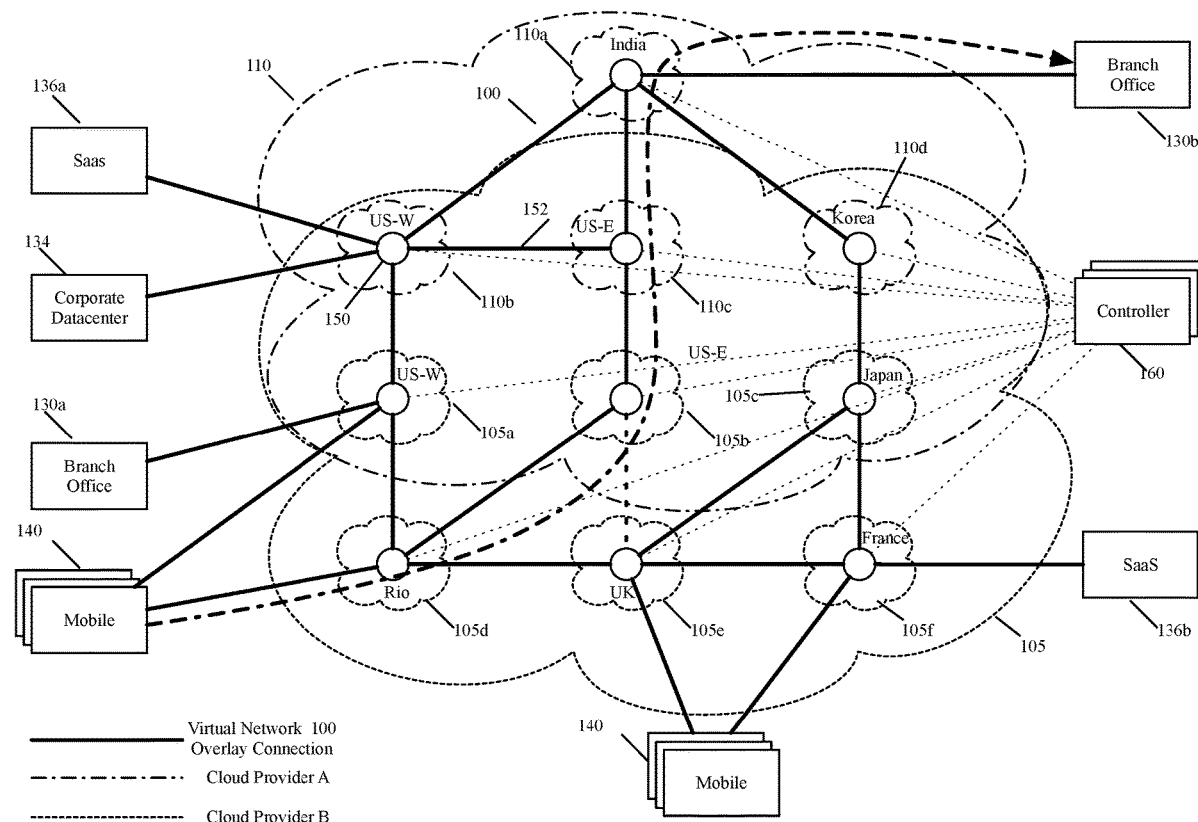 110a
India
110
136a
100
Branch
Office
130b
Saas
110d
134
US-W
152
US-E
Korea
Corporate
Datacenter
150
110b
110c
Controller
160
US-E
130a
US-W
105c
Japan
105a
105b
Branch
Office
140
France
Mobile
Rio
UK
SaaS
105d
105e
105f
105
136b
Virtual Network 100
Overlay Connection
140
Cloud Provider A
Mobile
Cloud Provider B